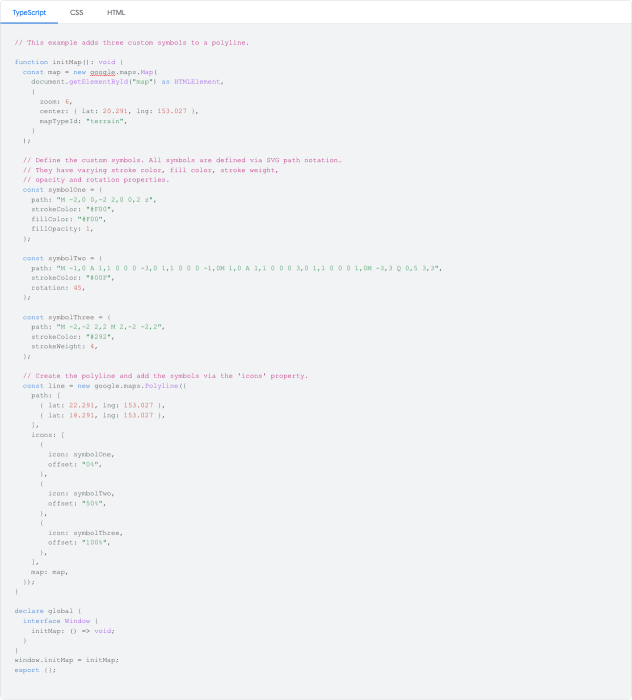 TypeScript CSS HTML
// This example adds three custom symbols to a polyline.
function initMap(): void {
const map = new google.maps.Map(
document.getElementById("map") as HTMLElement,
{
zoom: 6,
center: { lat: 20.291, lng: 153.027 },
mapTypeId: "terrain",
}
);
// Define the custom symbols. All symbols are defined via SVG path notation.
// They have varying stroke color, fill color, stroke weight,
// opacity and rotation properties.
const symbolOne = {
path: "M -2,0 0,-2 2,0 0,2 z",
strokeColor: "#F00",
fillColor: "#F00",
fillOpacity: 1,
};
const symbolTwo = {
path: "M -1,0 A 1,1 0 0 0 -3,0 1,1 0 0 0 -1,0M 1,0 A 1,1 0 0 0 3,0 1,1 0 0 0 1,0M -3,3 Q 0,5 3,3",
strokeColor: "#00F",
rotation: 45,
};
const symbolThree = {
path: "M -2,-2 2,2 M 2,-2 -2,2",
strokeColor: "#292",
strokeWeight: 4,
};
// Create the polyline and add the symbols via the 'icons' property.
const line = new google.maps.Polyline({
path: [
{ lat: 22.291, lng: 153.027 },
{ lat: 18.291, lng: 153.027 },
],
icons: [
{
icon: symbolOne,
offset: "0%",
},
{
icon: symbolTwo,
offset: "50%",
},
{
icon: symbolThree,
offset: "100%",
},
],
map: map,
});
}
declare global {
interface Window {
initMap: () => void;
}
}
window.initMap = initMap;
export {};